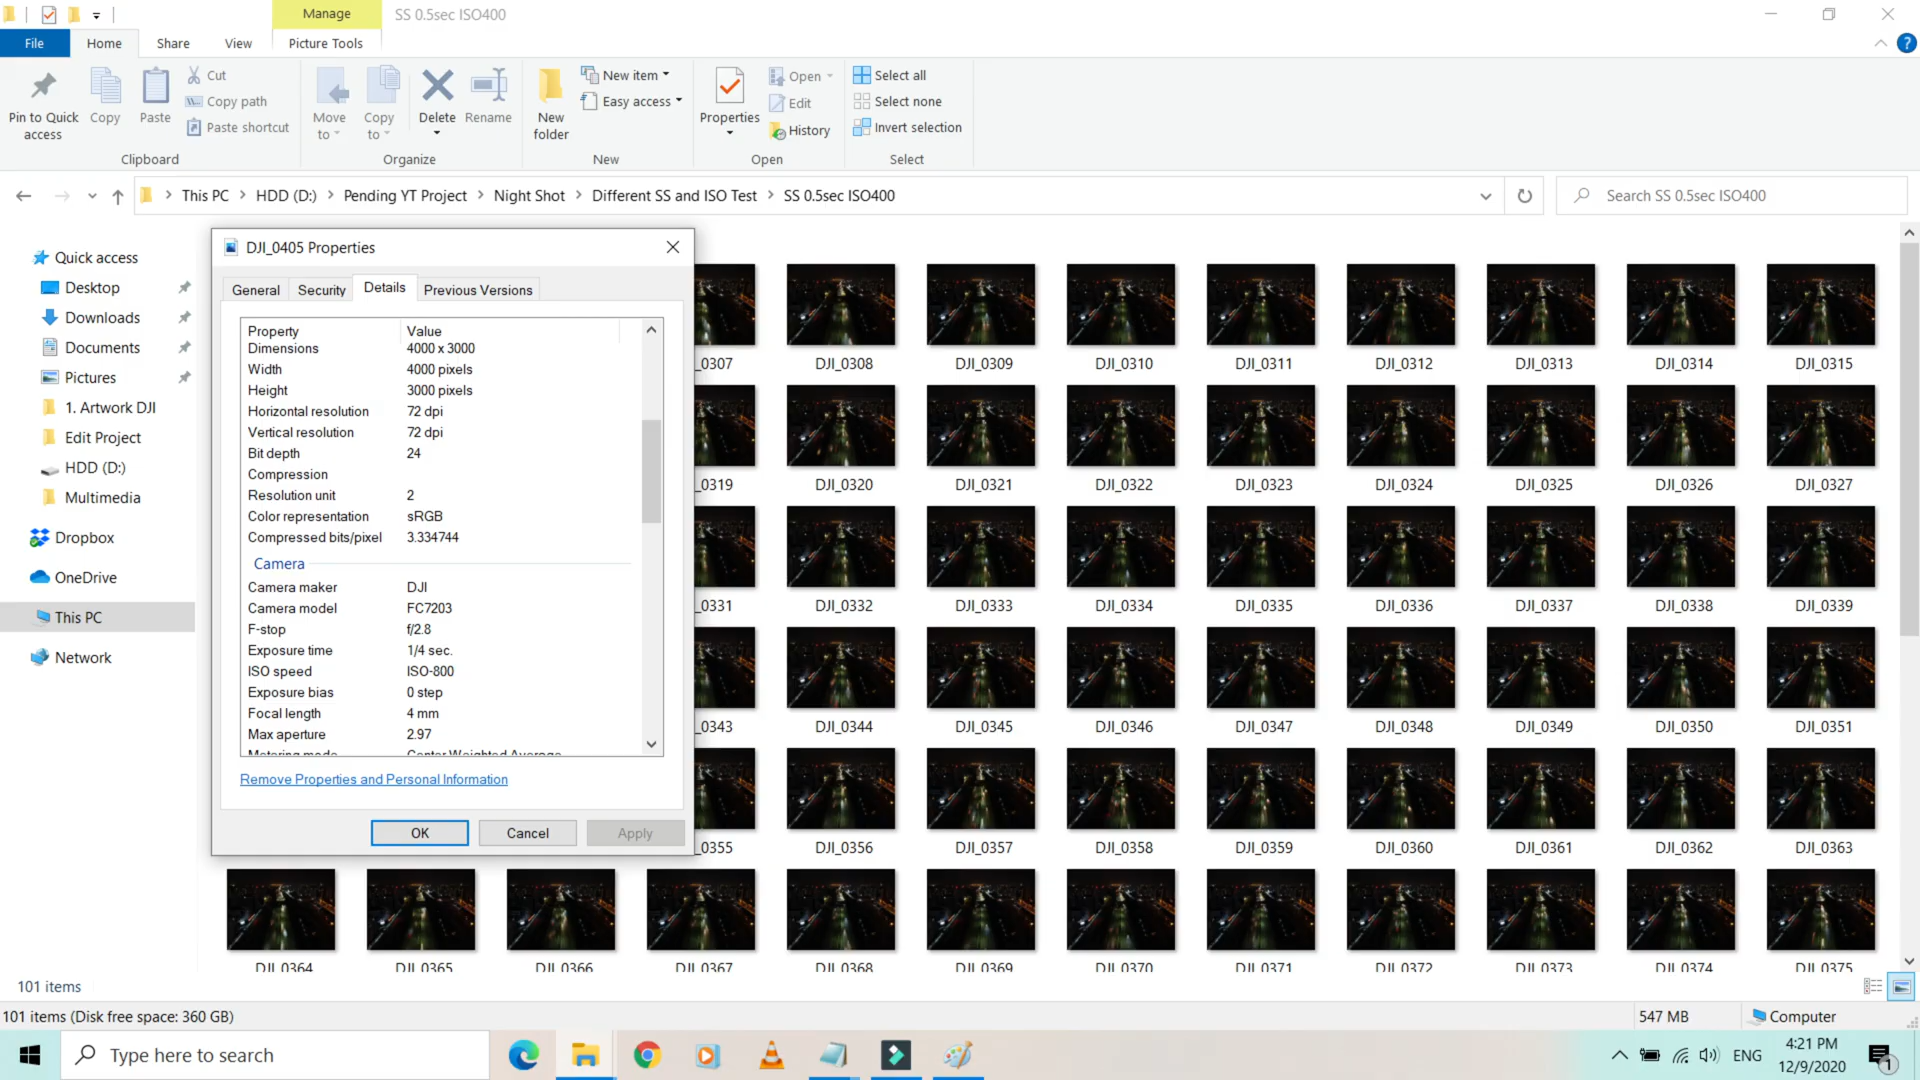 Manage
SS 0.5sec ISO400
File
Home
Share
View
Picture Tools
Pin to Quick access
Copy
Paste
Cut
Copy path
Paste shortcut
Clipboard
Move to
Copy to
Delete
Rename
Organize
New folder
New item
Easy access
New
Properties
Open
Edit
History
Open
Select all
Select none
Invert selection
Select
This PC > HDD (D:) > Pending YT Project > Night Shot > Different SS and ISO Test > SS 0.5sec ISO400
Search SS 0.5sec ISO400
Quick access
Desktop
Downloads
Documents
Pictures
1. Artwork DJI
Edit Project
HDD (D:)
Multimedia
Dropbox
OneDrive
This PC
Network
DJI_0405 Properties
General
Security
Details
Previous Versions
Property Value
Dimensions 4000 x 3000
Width 4000 pixels
Height 3000 pixels
Horizontal resolution 72 dpi
Vertical resolution 72 dpi
Bit depth 24
Compression
Resolution unit 2
Color representation sRGB
Compressed bits/pixel 3.334744
Camera
Camera maker DJI
Camera model FC7203
F-stop f/2.8
Exposure time 1/4 sec.
ISO speed ISO-800
Exposure bias 0 step
Focal length 4 mm
Max aperture 2.97
Metering mode Center Weighted Average
Remove Properties and Personal Information
OK
Cancel
Apply
_0307 DJI_0308 DJI_0309 DJI_0310 DJI_0311 DJI_0312 DJI_0313 DJI_0314 DJI_0315
_0319 DJI_0320 DJI_0321 DJI_0322 DJI_0323 DJI_0324 DJI_0325 DJI_0326 DJI_0327
_0331 DJI_0332 DJI_0333 DJI_0334 DJI_0335 DJI_0336 DJI_0337 DJI_0338 DJI_0339
_0343 DJI_0344 DJI_0345 DJI_0346 DJI_0347 DJI_0348 DJI_0349 DJI_0350 DJI_0351
_0355 DJI_0356 DJI_0357 DJI_0358 DJI_0359 DJI_0360 DJI_0361 DJI_0362 DJI_0363
DJI_0364 DJI_0365 DJI_0366 DJI_0367 DJI_0368 DJI_0369 DJI_0370 DJI_0371 DJI_0372 DJI_0373 DJI_0374 DJI_0375
101 items
101 items (Disk free space: 360 GB)
547 MB
Computer
Type here to search
ENG
4:21 PM
12/9/2020
1